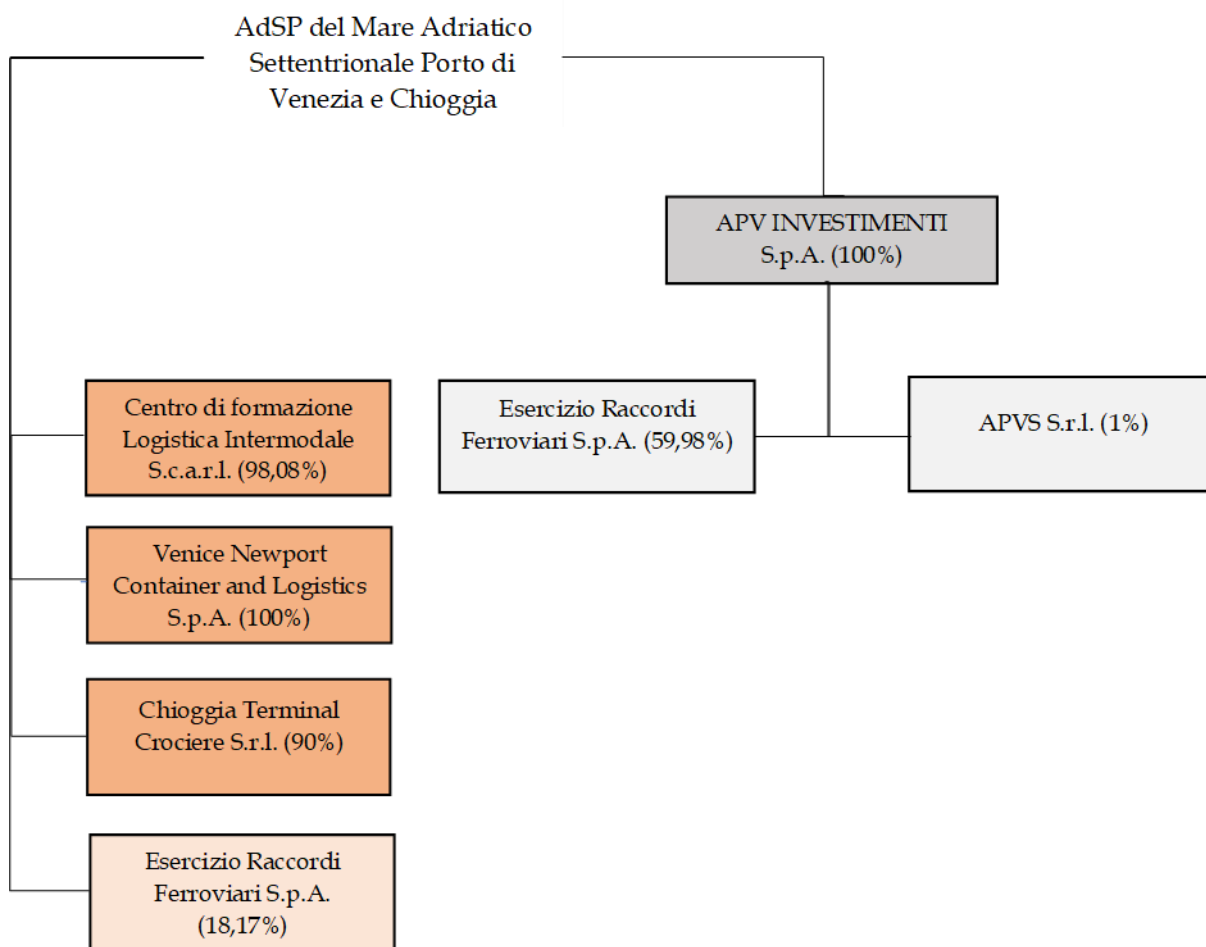 AdSP del Mare Adriatico
Settentrionale Porto di
Venezia e Chioggia
APV INVESTIMENTI
S.p.A. (100%)
Centro di formazione
Logistica Intermodale
S.c.a.r.l. (98,08%)
Esercizio Raccordi
Ferroviari S.p.A. (59,98%)
APVS S.r.l. (1%)
Venice Newport
Container and Logistics
S.p.A. (100%)
Chioggia Terminal
Crociere S.r.l. (90%)
Esercizio Raccordi
Ferroviari S.p.A.
(18,17%)